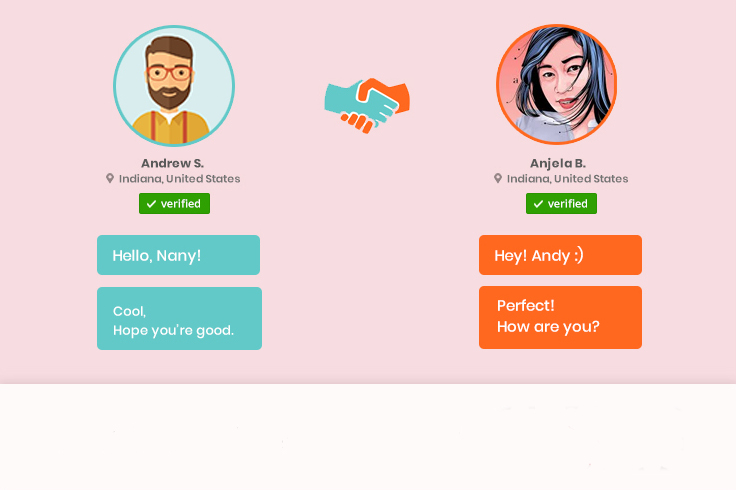 Andrew S.
Indiana, United States
verified
Hello, Nany!
Cool,
Hope you're good.
Anjela B.
Indiana, United States
verified
Hey! Andy :)
Perfect!
How are you?